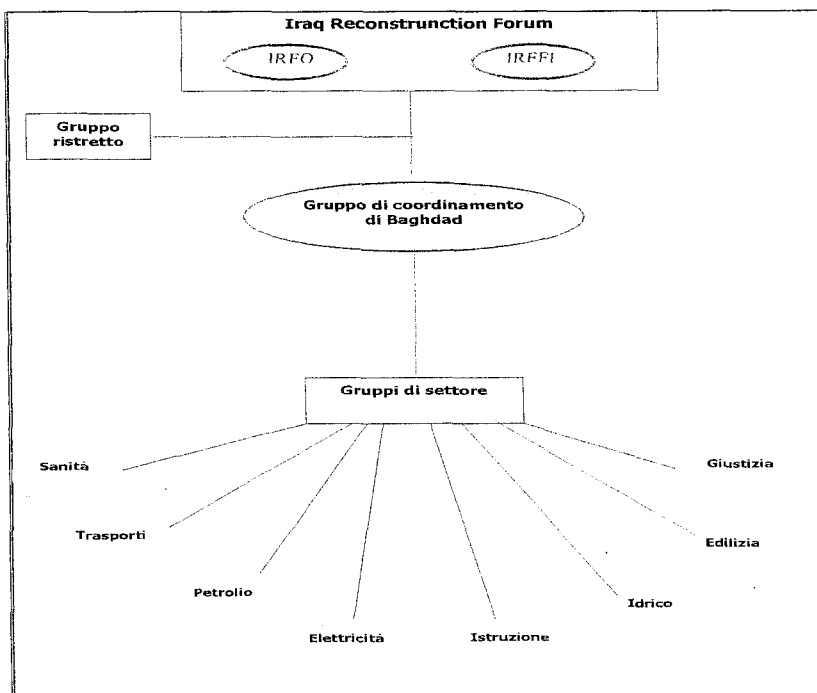 Iraq Reconstrunction Forum
IRFO
IRFFI
Gruppo
ristretto
Gruppo di coordinamento
di Baghdad
Gruppi di settore
Sanità
Giustizia
Trasporti
Edilizia
Petrolio
Idrico
Elettricità
Istruzione